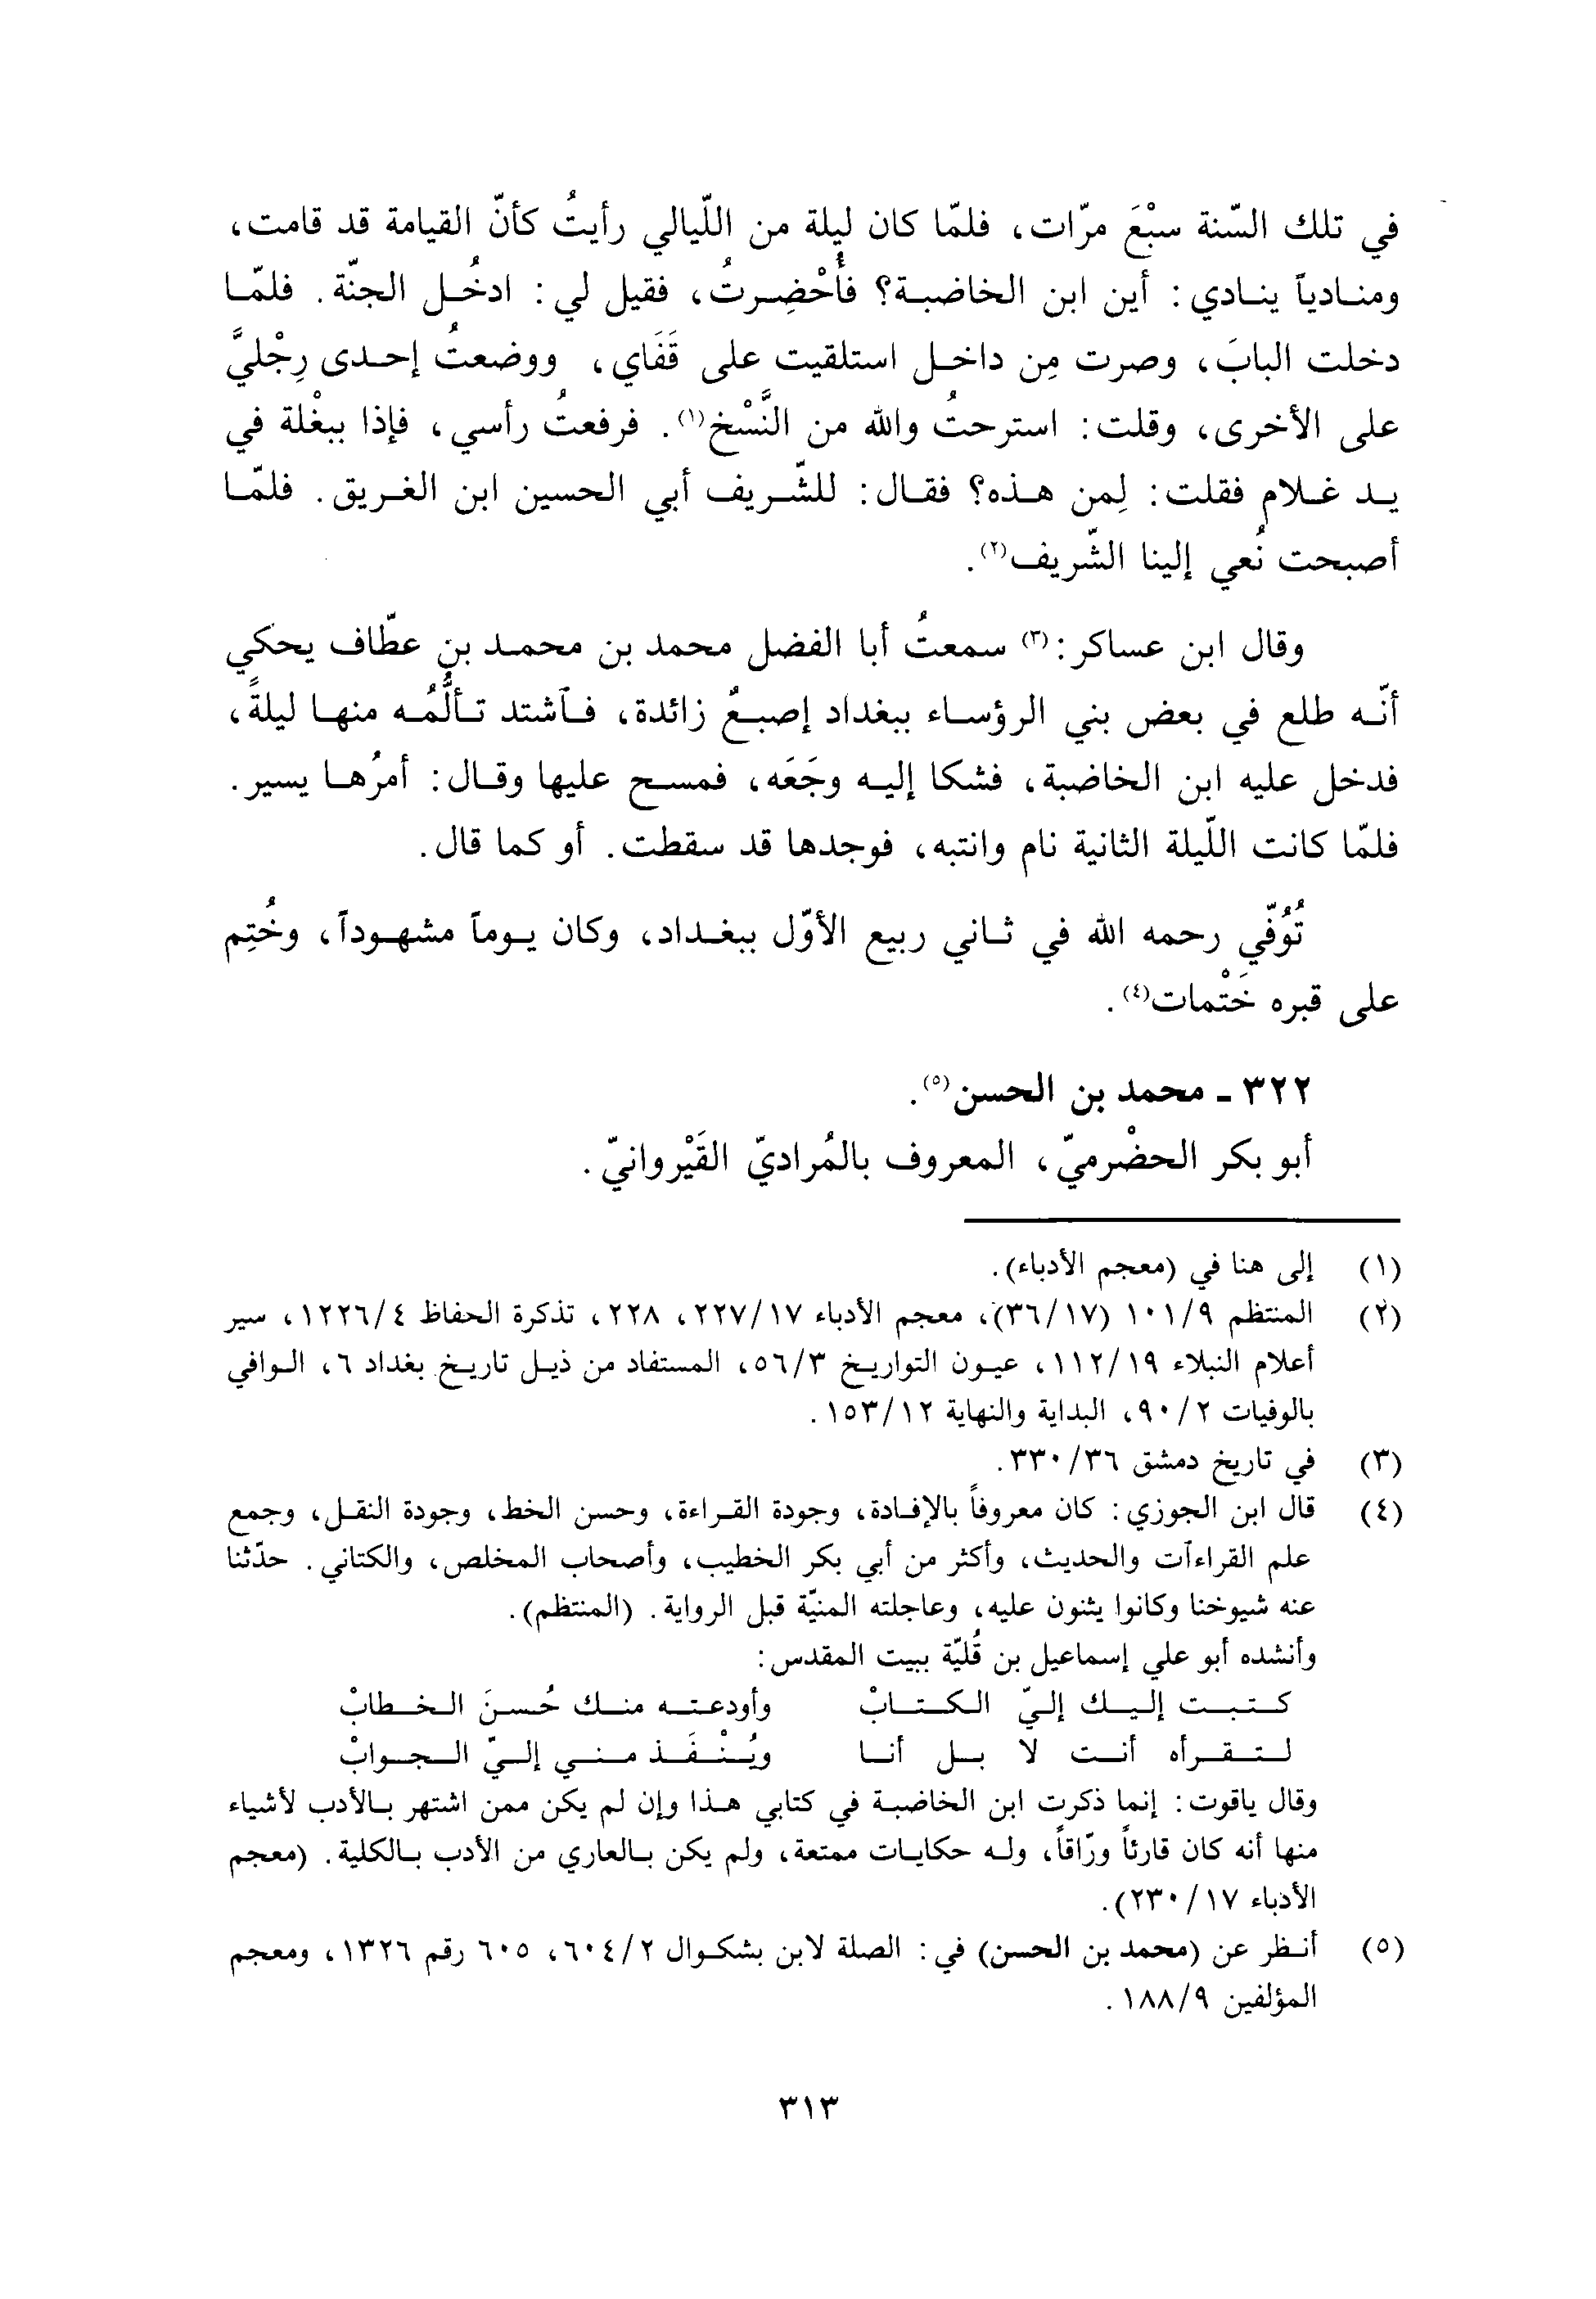 في تلك السّنة سبْعَ مرّات، فلمّا كان ليلة من اللّيالي رأيتُ كأنّ القيامة قد قامت،
ومنادياً ينادي: أين ابن الخاضبة؟ فأُحْضِرتُ، فقيل لي: ادخُل الجنّة. فلمّا
دخلت البابَ، وصرت مِن داخل استلقيت على قَفَاي، ووضعتُ إحدى رِجْليَّ
على الأخرى، وقلت: استرحتُ والله من النَّسْخ(١). فرفعتُ رأسي، فإذا ببغْلة في
يد غلام فقلت: لِمن هذه؟ فقال: للشّريف أبي الحسين ابن الغريق. فلمّا
أصبحت نُعي إلينا الشّريف(٢).
وقال ابن عساكر:(٣) سمعتُ أبا الفضل محمد بن محمد بن عطّاف يحكي
أنّه طلع في بعض بني الرؤساء ببغداد إصبعٌ زائدة، فآشتد تألُّمُه منها ليلةً،
فدخل عليه ابن الخاضبة، فشكا إليه وجَعَه، فمسح عليها وقال: أمرُها يسير.
فلمّا كانت اللّيلة الثانية نام وانتبه، فوجدها قد سقطت. أو كما قال.
تُوُفّي رحمه الله في ثاني ربيع الأوّل ببغداد، وكان يوماً مشهوداً، وخُتِم
على قبره خَتْمات(٤).
٣٢٢ ـ محمد بن الحسن(٥).
أبو بكر الحضْرميّ، المعروف بالمُراديّ القَيْروانيّ.
(١) إلى هنا في (معجم الأدباء).
(٢) المنتظم ١٠١/٩ (٣٦/١٧)، معجم الأدباء ٢٢٧/١٧، ٢٢٨، تذكرة الحفاظ ١٢٢٦/٤، سير
أعلام النبلاء ١١٢/١٩، عيون التواريخ ٥٦/٣، المستفاد من ذيل تاريخ بغداد ٦، الوافي
بالوفيات ٩٠/٢، البداية والنهاية ١٥٣/١٢.
(٣) في تاريخ دمشق ٣٣٠/٣٦.
(٤) قال ابن الجوزي: كان معروفاً بالإفادة، وجودة القراءة، وحسن الخط، وجودة النقل، وجمع
علم القراءآت والحديث، وأكثر من أبي بكر الخطيب، وأصحاب المخلص، والكتاني. حدّثنا
عنه شيوخنا وكانوا يثنون عليه، وعاجلته المنيّة قبل الرواية. (المنتظم).
وأنشده أبو علي إسماعيل بن قُليّة ببيت المقدس:
كتبت إليك إليّ الكتابْ وأودعته منك حُسنَ الخطابْ
لتقرأه أنت لا بل أنا ويُنْفَذ مني إليّ الجوابْ
وقال ياقوت: إنما ذكرت ابن الخاضبة في كتابي هذا وإن لم يكن ممن اشتهر بالأدب لأشياء
منها أنه كان قارئاً ورّاقاً، وله حكايات ممتعة، ولم يكن بالعاري من الأدب بالكلية. (معجم
الأدباء ٢٣٠/١٧).
(٥) أنظر عن (محمد بن الحسن) في: الصلة لابن بشكوال ٦٠٤/٢، ٦٠٥ رقم ١٣٢٦، ومعجم
المؤلفين ١٨٨/٩.
٣١٣